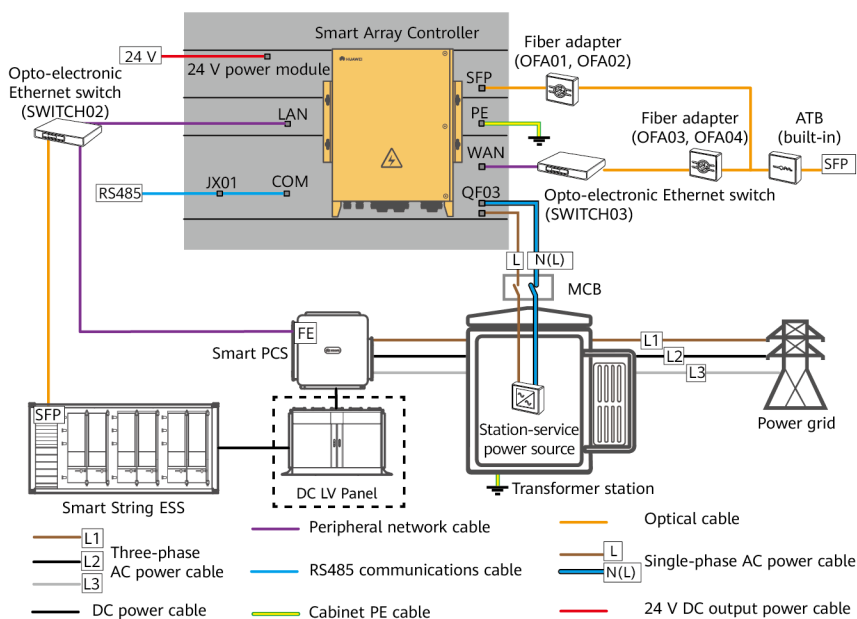 Smart Array Controller
24 V
24 V power module
HUAWEI
Opto-electronic
Ethernet switch
(SWITCH02)
Fiber adapter
(OFA01, OFA02)
SFP
LAN
PE
Fiber adapter
(OFA03, OFA04)
ATB
(built-in)
SFP
WAN
RS485
JX01
COM
QF03
Opto-electronic Ethernet switch
(SWITCH03)
L
N(L)
MCB
FE
Smart PCS
L1
L2
L3
Power grid
SFP
Station-service
power source
DC LV Panel
Smart String ESS
Transformer station
L1
L2
L3
Three-phase
AC power cable
DC power cable
Peripheral network cable
RS485 communications cable
Cabinet PE cable
Optical cable
L
N(L)
Single-phase AC power cable
24 V DC output power cable